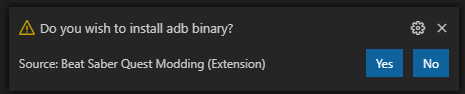 Do you wish to install adb binary?
Source: Beat Saber Quest Modding (Extension)
Yes
No